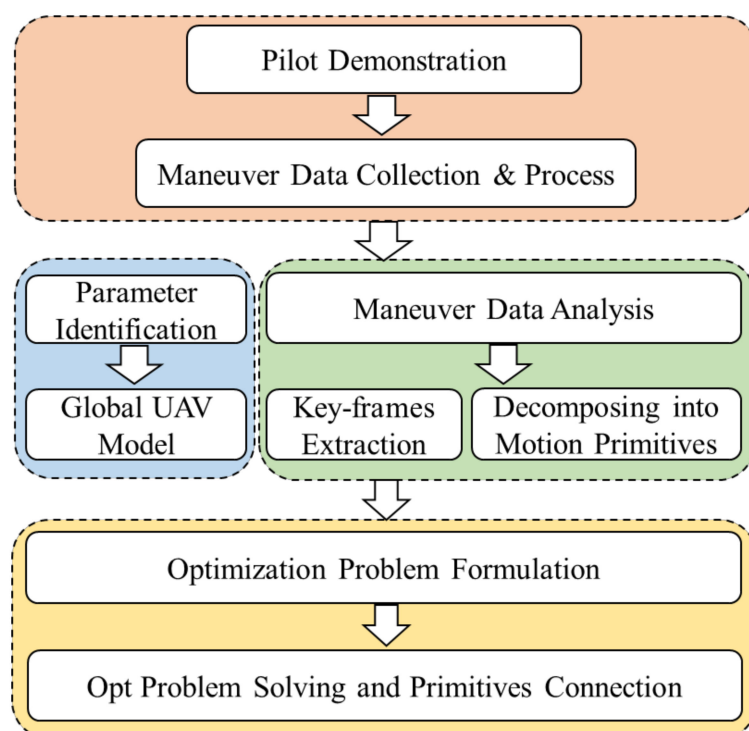 Pilot Demonstration
Maneuver Data Collection & Process
Parameter
Identification
Global UAV
Model
Maneuver Data Analysis
Key-frames
Extraction
Decomposing into
Motion Primitives
Optimization Problem Formulation
Opt Problem Solving and Primitives Connection